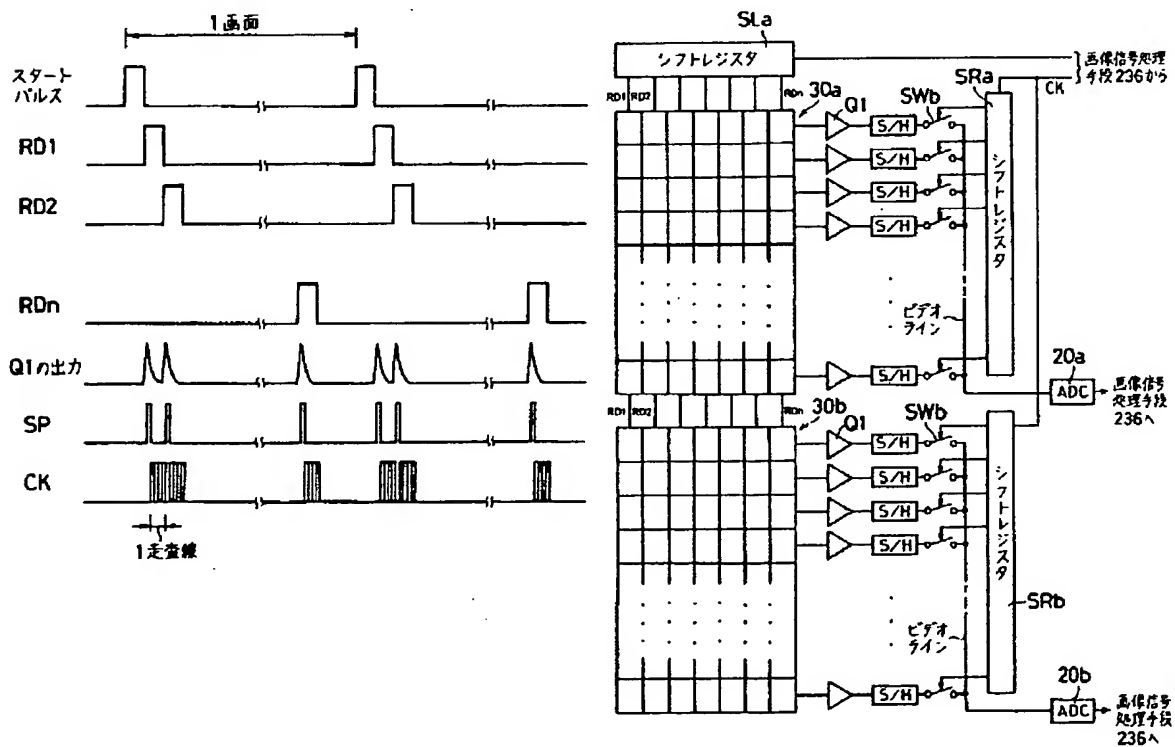 1画面
スタート
パルス
RD1
RD2
RDn
Q1の出力
SP
CK
1走査線
SLa
シフトレジスタ
画像信号処理
手段236から
CK
RD1
RD2
RDn
30a
Q1
SWb
SRa
S/H
S/H
S/H
S/H
シフトレジスタ
ビデオ
ライン
S/H
20a
ADC
画像信号
処理手段
236へ
RD1
RD2
RDn
30b
Q1
SWb
S/H
S/H
S/H
S/H
シフトレジスタ
SRb
ビデオ
ライン
S/H
20b
ADC
画像信号
処理手段
236へ